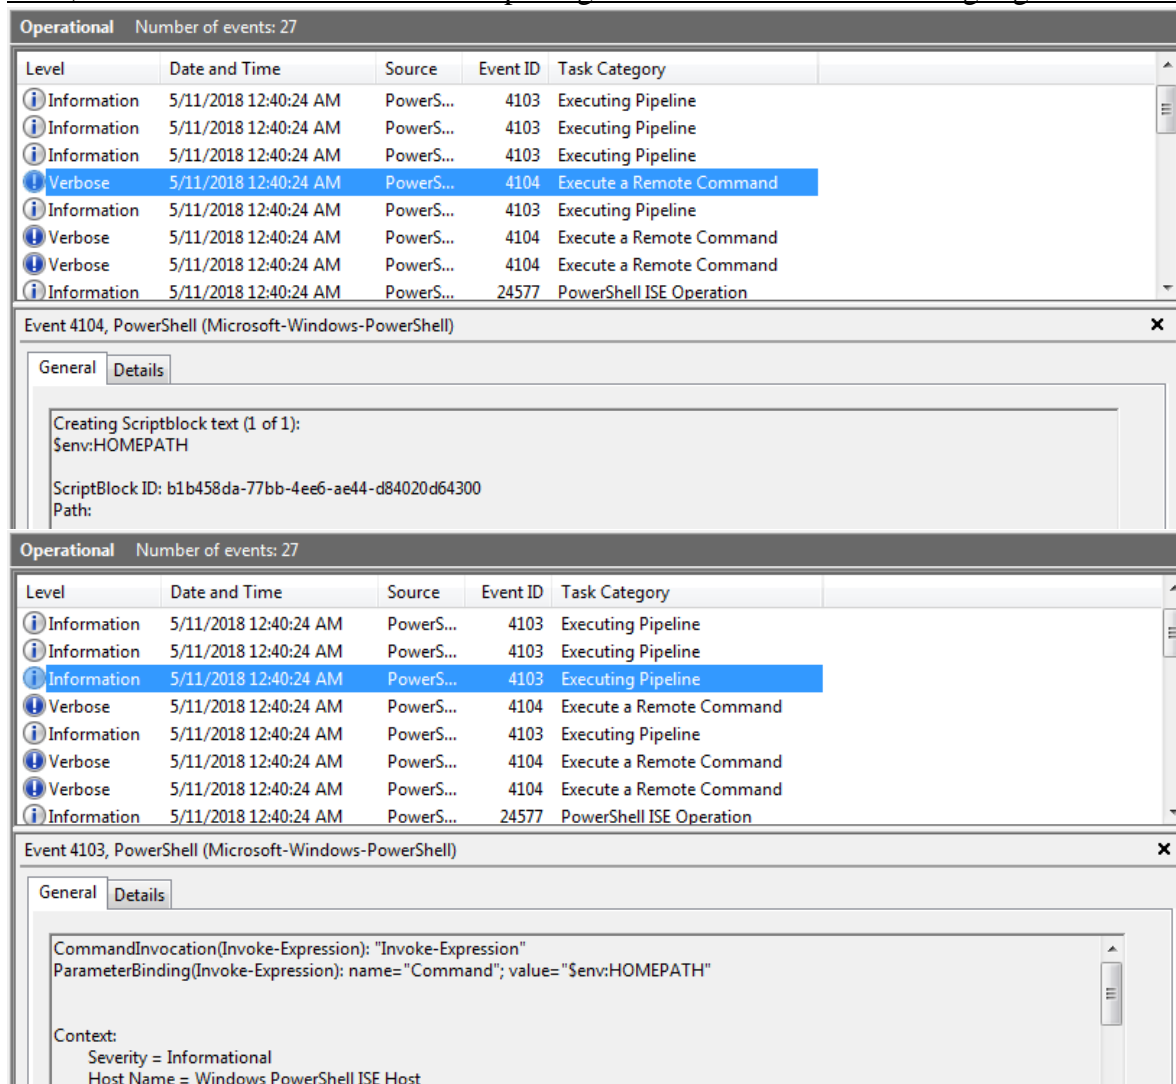 Operational Number of events: 27
Level Date and Time Source Event ID Task Category
Information 5/11/2018 12:40:24 AM PowerS... 4103 Executing Pipeline
Information 5/11/2018 12:40:24 AM PowerS... 4103 Executing Pipeline
Information 5/11/2018 12:40:24 AM PowerS... 4103 Executing Pipeline
Verbose 5/11/2018 12:40:24 AM PowerS... 4104 Execute a Remote Command
Information 5/11/2018 12:40:24 AM PowerS... 4103 Executing Pipeline
Verbose 5/11/2018 12:40:24 AM PowerS... 4104 Execute a Remote Command
Verbose 5/11/2018 12:40:24 AM PowerS... 4104 Execute a Remote Command
Information 5/11/2018 12:40:24 AM PowerS... 24577 PowerShell ISE Operation
Event 4104, PowerShell (Microsoft-Windows-PowerShell)
General Details
Creating Scriptblock text (1 of 1):
$env:HOMEPATH
ScriptBlock ID: b1b458da-77bb-4ee6-ae44-d84020d64300
Path:
Operational Number of events: 27
Level Date and Time Source Event ID Task Category
Information 5/11/2018 12:40:24 AM PowerS... 4103 Executing Pipeline
Information 5/11/2018 12:40:24 AM PowerS... 4103 Executing Pipeline
Information 5/11/2018 12:40:24 AM PowerS... 4103 Executing Pipeline
Verbose 5/11/2018 12:40:24 AM PowerS... 4104 Execute a Remote Command
Information 5/11/2018 12:40:24 AM PowerS... 4103 Executing Pipeline
Verbose 5/11/2018 12:40:24 AM PowerS... 4104 Execute a Remote Command
Verbose 5/11/2018 12:40:24 AM PowerS... 4104 Execute a Remote Command
Information 5/11/2018 12:40:24 AM PowerS... 24577 PowerShell ISE Operation
Event 4103, PowerShell (Microsoft-Windows-PowerShell)
General Details
CommandInvocation(Invoke-Expression): "Invoke-Expression"
ParameterBinding(Invoke-Expression): name="Command"; value="$env:HOMEPATH"
Context:
Severity = Informational
Host Name = Windows PowerShell ISE Host